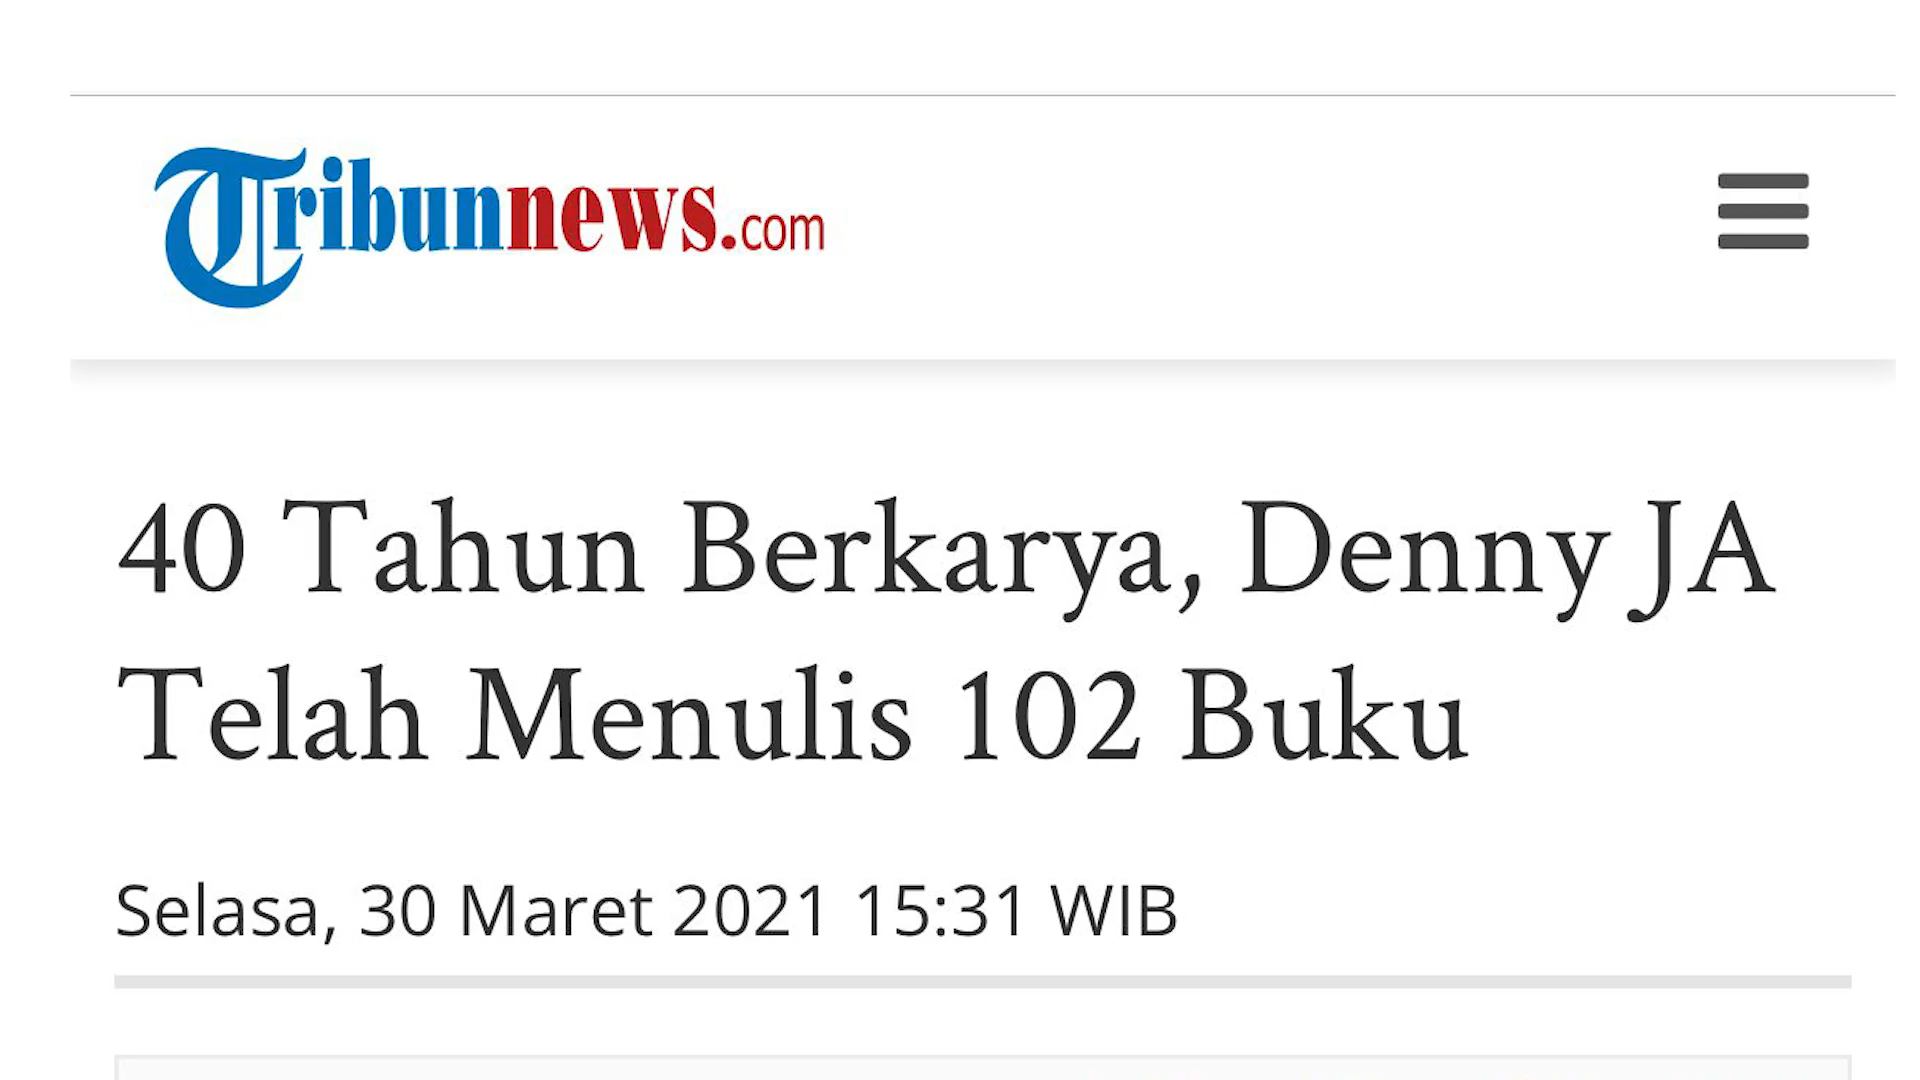 Tribunnews.com
40 Tahun Berkarya, Denny JA
Telah Menulis 102 Buku
Selasa, 30 Maret 2021 15:31 WIB